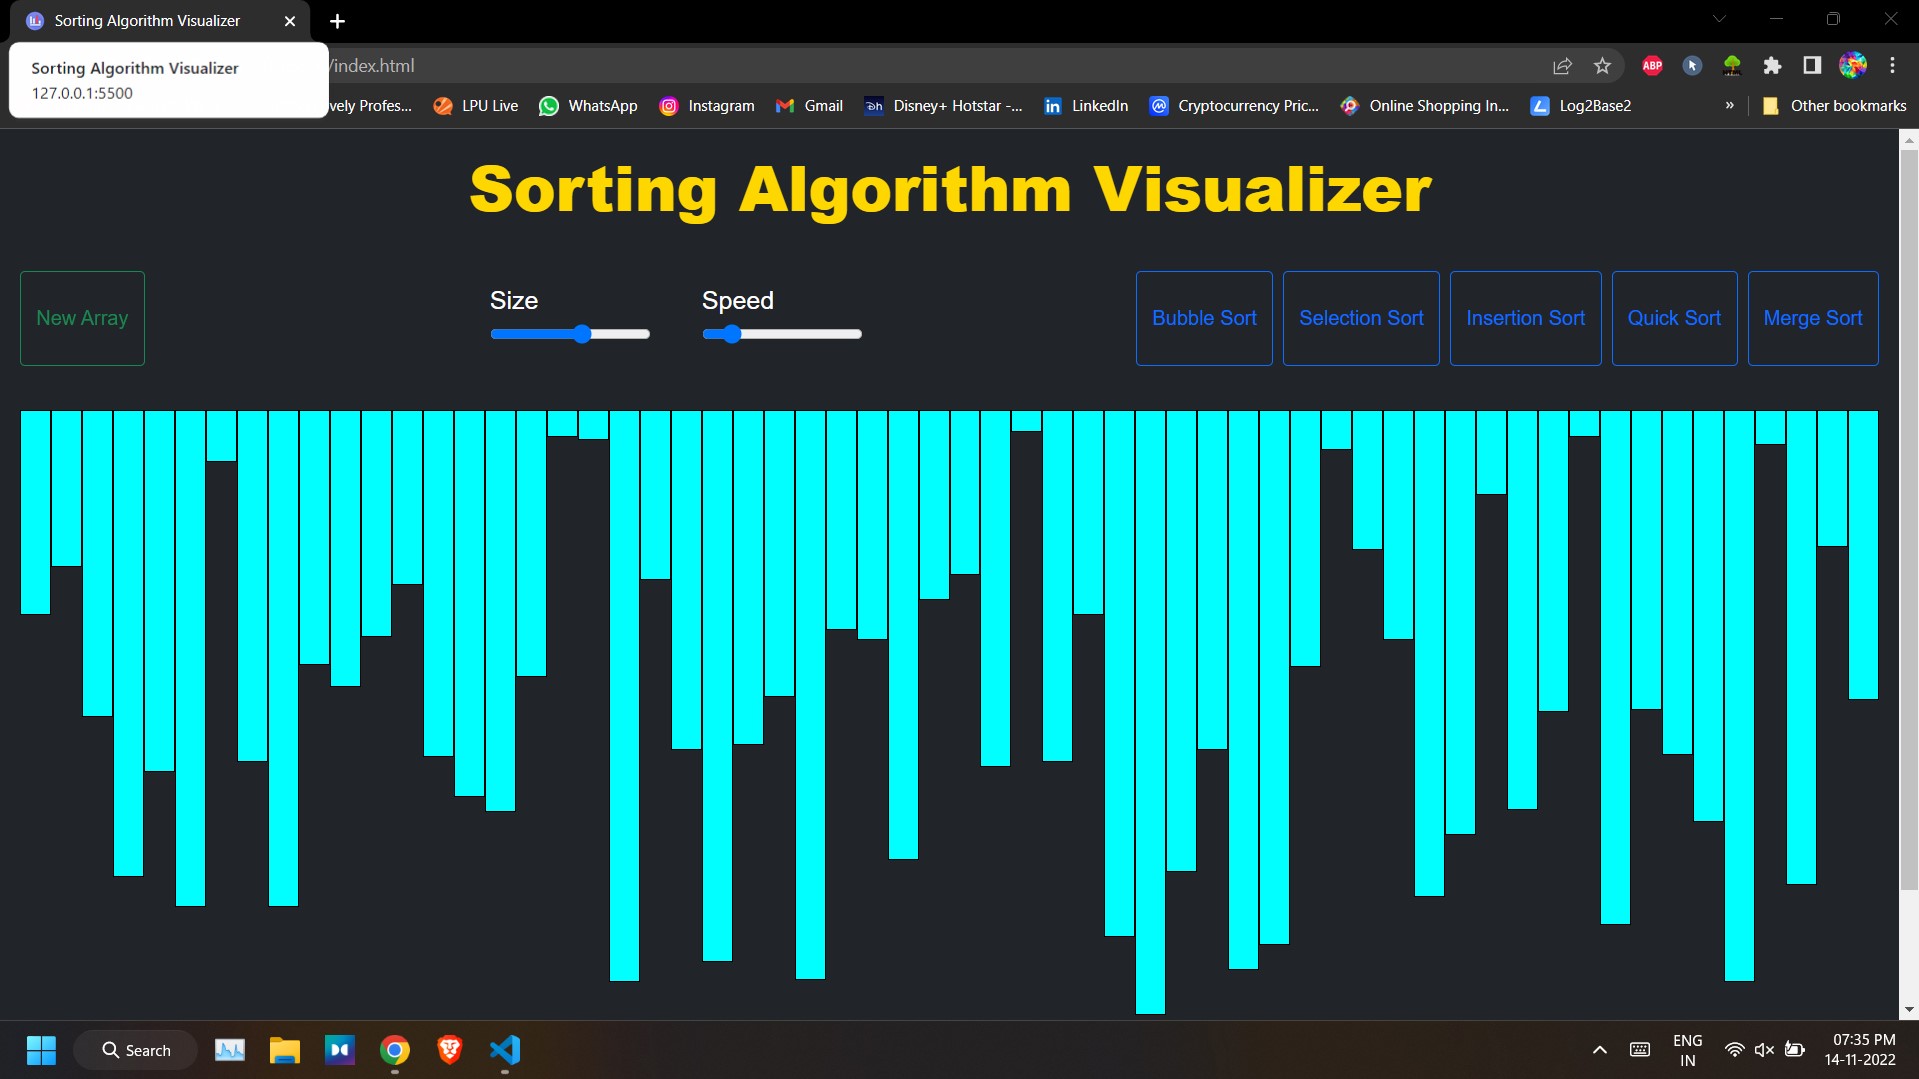 Sorting Algorithm Visualizer
Sorting Algorithm Visualizer
127.0.0.1:5500
/index.html
ABP
vely Profes...
LPU Live
WhatsApp
Instagram
Gmail
Disney+ Hotstar -...
LinkedIn
Cryptocurrency Pric...
Online Shopping In...
Log2Base2
»
Other bookmarks
Sorting Algorithm Visualizer
New Array
Size
Speed
Bubble Sort
Selection Sort
Insertion Sort
Quick Sort
Merge Sort
Search
ENG
IN
07:35 PM
14-11-2022